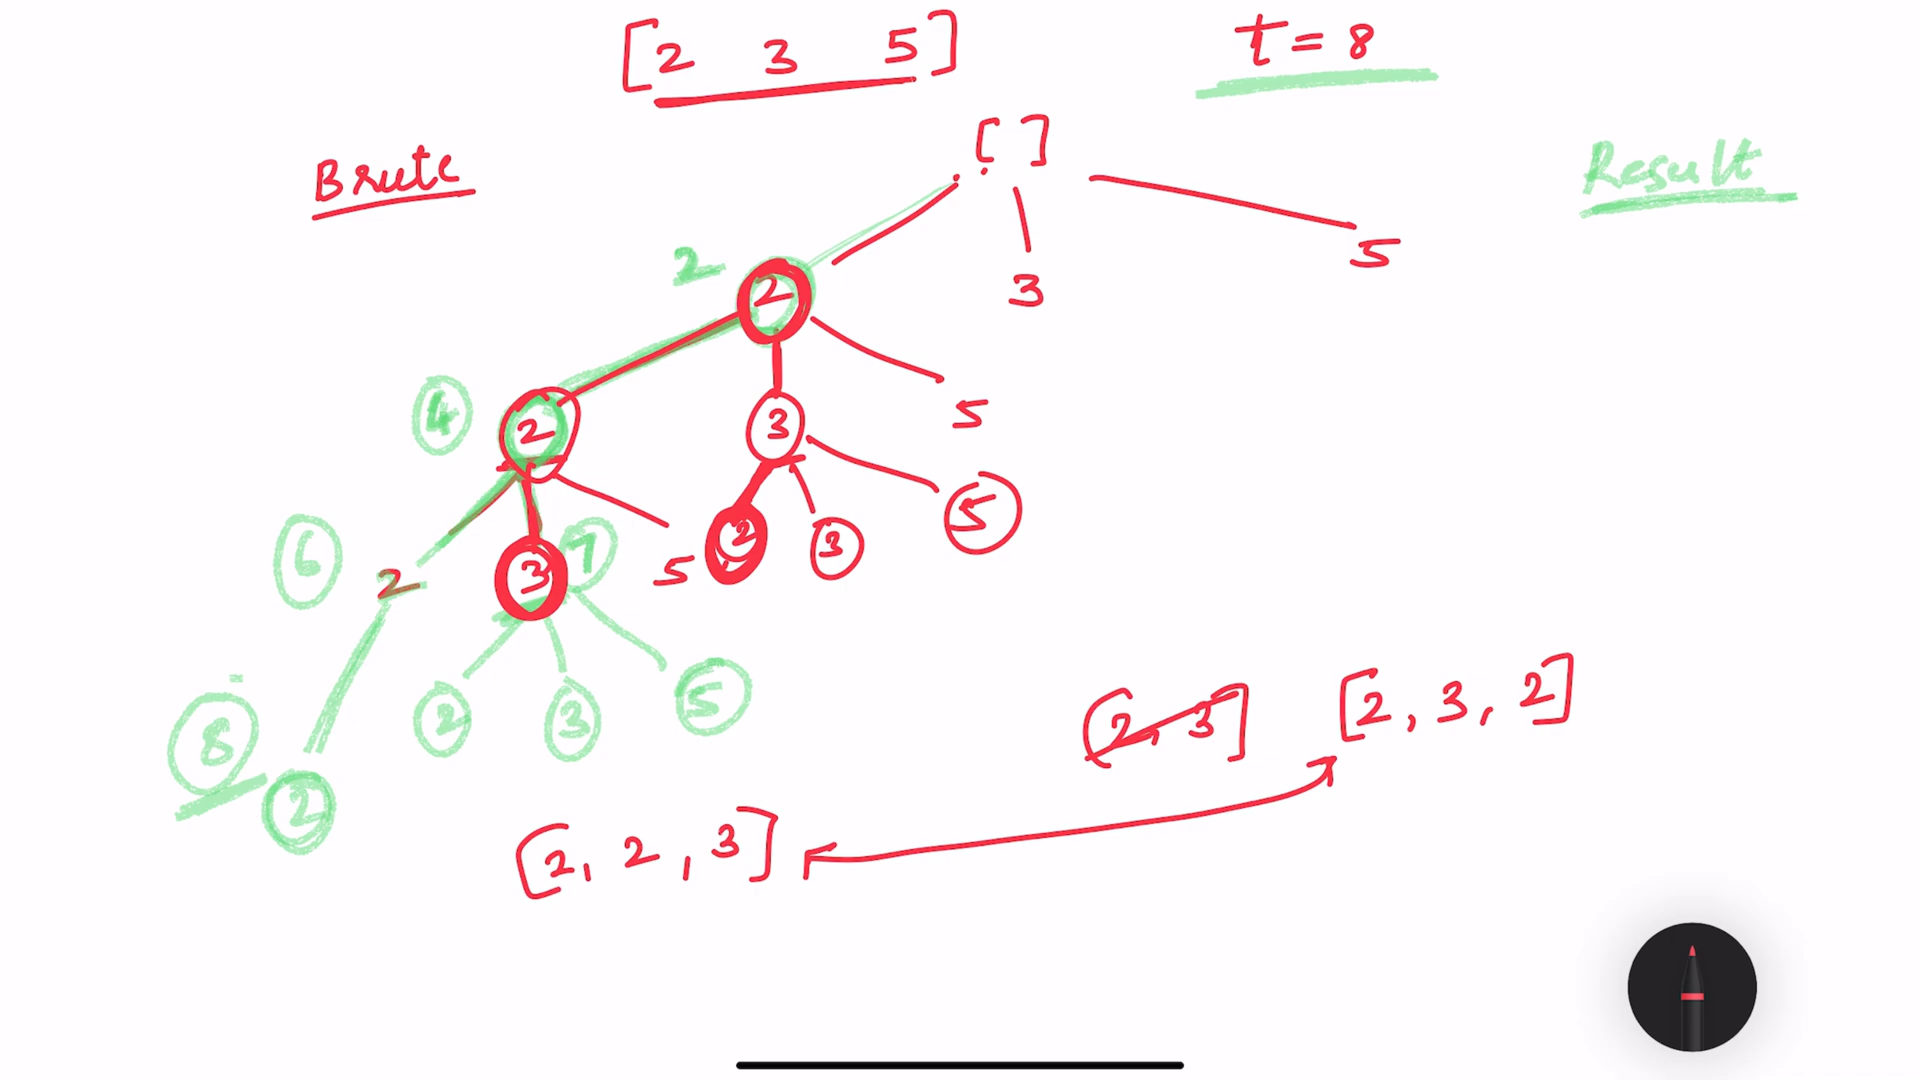 [2 3 5] t = 8
[ ]
Brute
Result
5
2 2 3
4 2 3 5
5
6 2 3 7 5 2 3
2 3 5
8 2
[2, 3] [2, 3, 2]
[2, 2, 3]